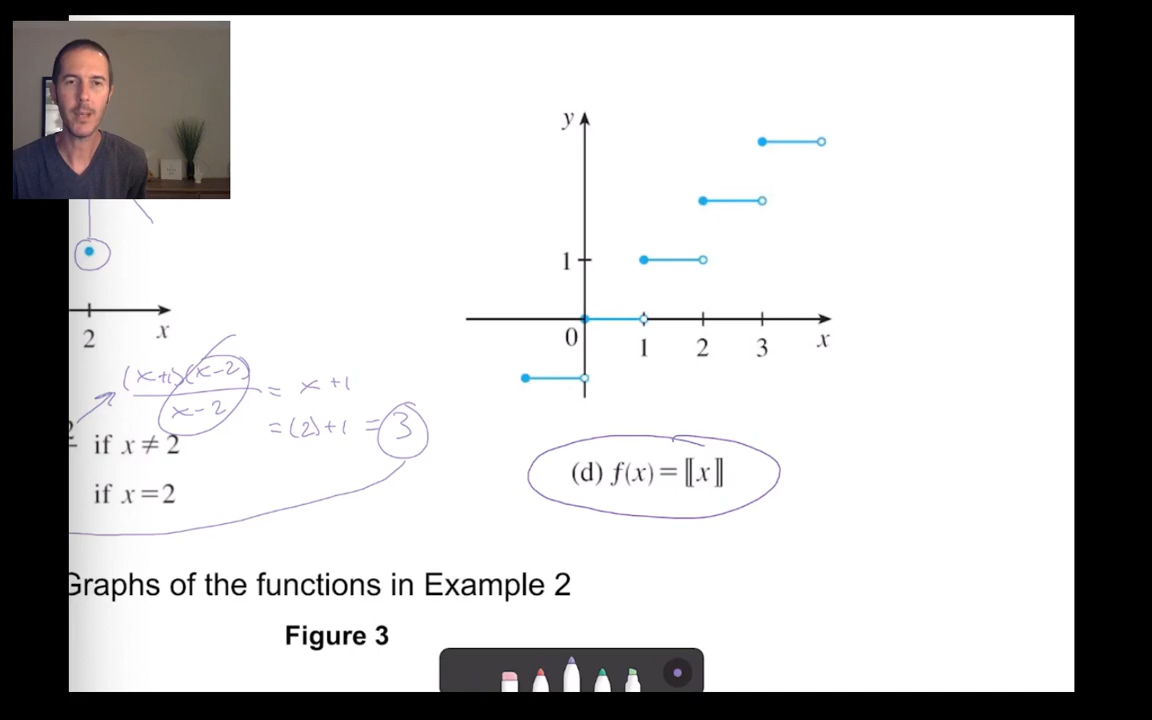 y
1
0 1 2 3 x
2 x
(x+1)(x-2)
x-2
= x+1
= (2)+1 = 3
if x ≠ 2
if x = 2
(d) f(x) = ⟦x⟧
Graphs of the functions in Example 2
Figure 3